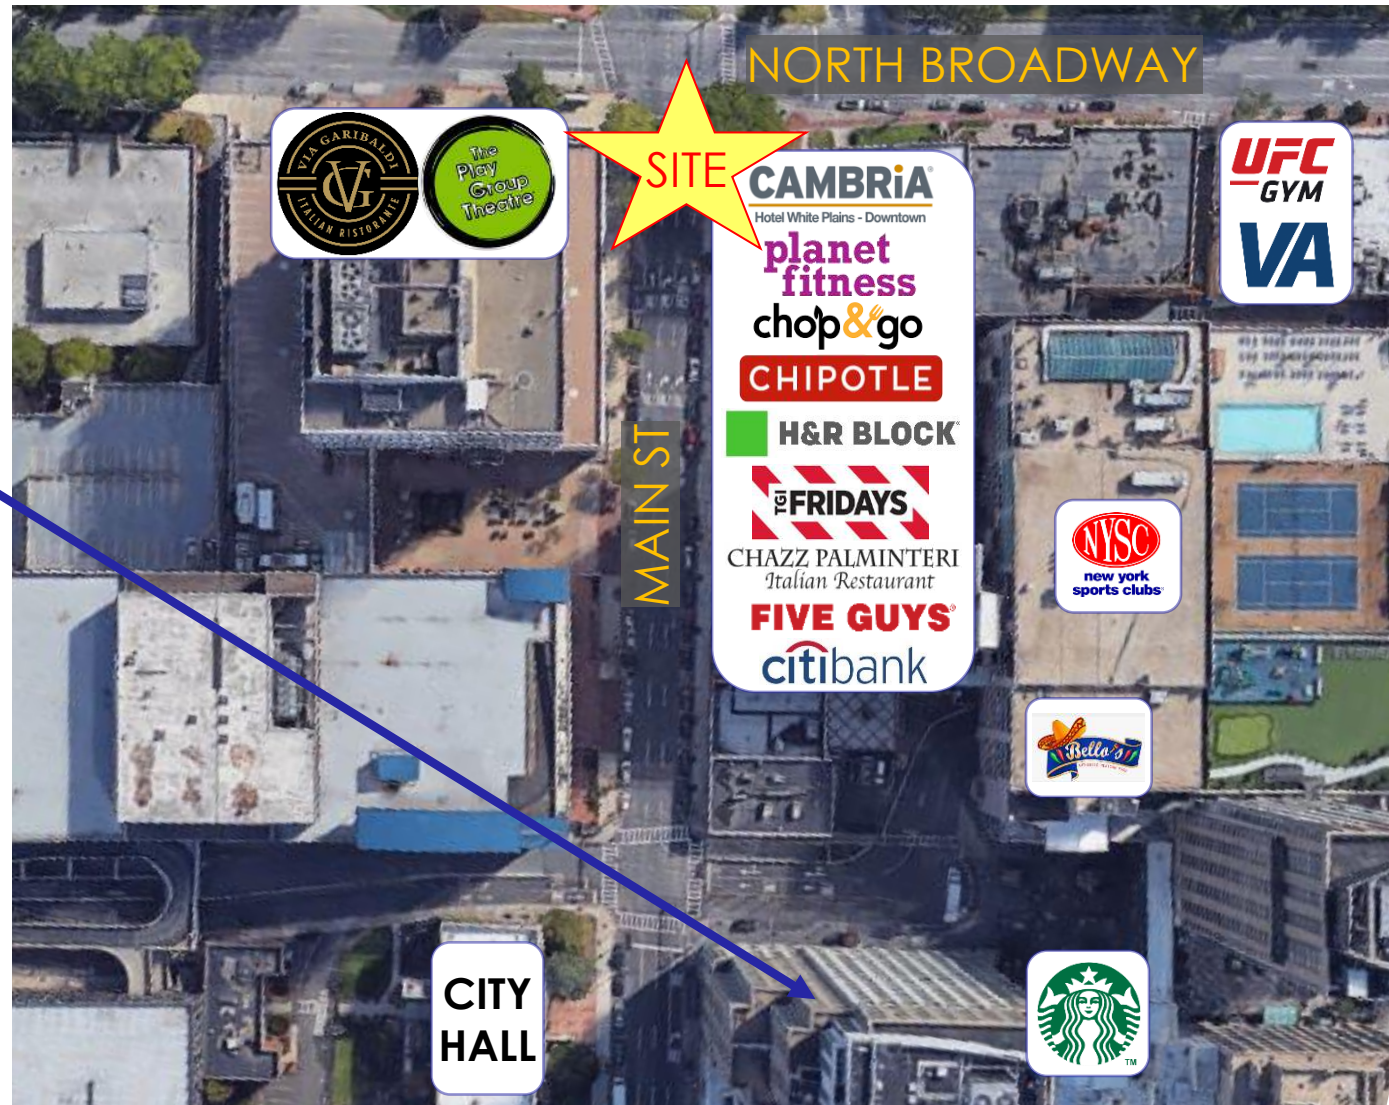 NORTH BROADWAY
VIA GARIBALDI
VG
ITALIAN RISTORANTE
The
Play
Group
Theatre
SITE
CAMBRiA
Hotel White Plains - Downtown
planet
fitness
chop&go
CHIPOTLE
H&R BLOCK
TGI FRIDAYS
CHAZZ PALMINTERI
Italian Restaurant
FIVE GUYS
citibank
UFC
GYM
VA
MAIN ST
NYSC
new york
sports clubs
Bello's
CITY
HALL
TM